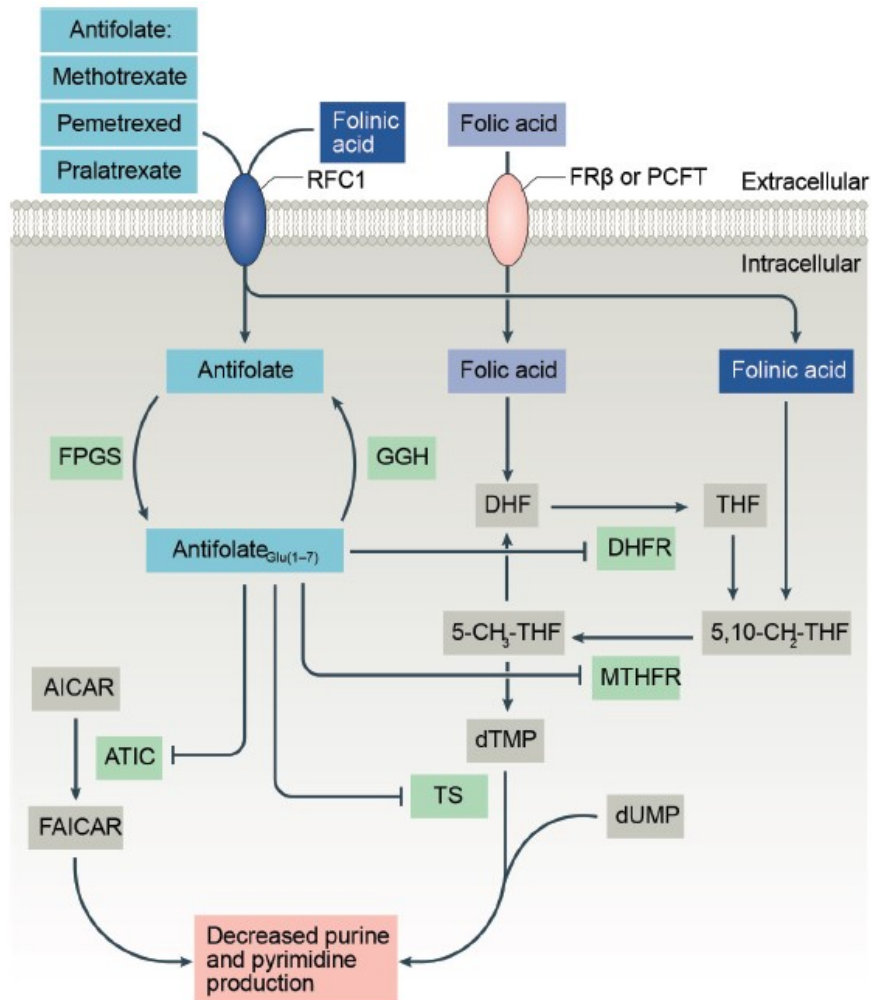 Antifolate:
Methotrexate
Pemetrexed
Pralatrexate
Folinic
acid
RFC1
Folic acid
FRβ or PCFT
Extracellular
Intracellular
Antifolate
Folic acid
Folinic acid
FPGS
GGH
DHF
THF
Antifolate Glu(1–7)
DHFR
5-CH3-THF
5,10-CH2-THF
MTHFR
AICAR
ATIC
dTMP
TS
dUMP
FAICAR
Decreased purine
and pyrimidine
production